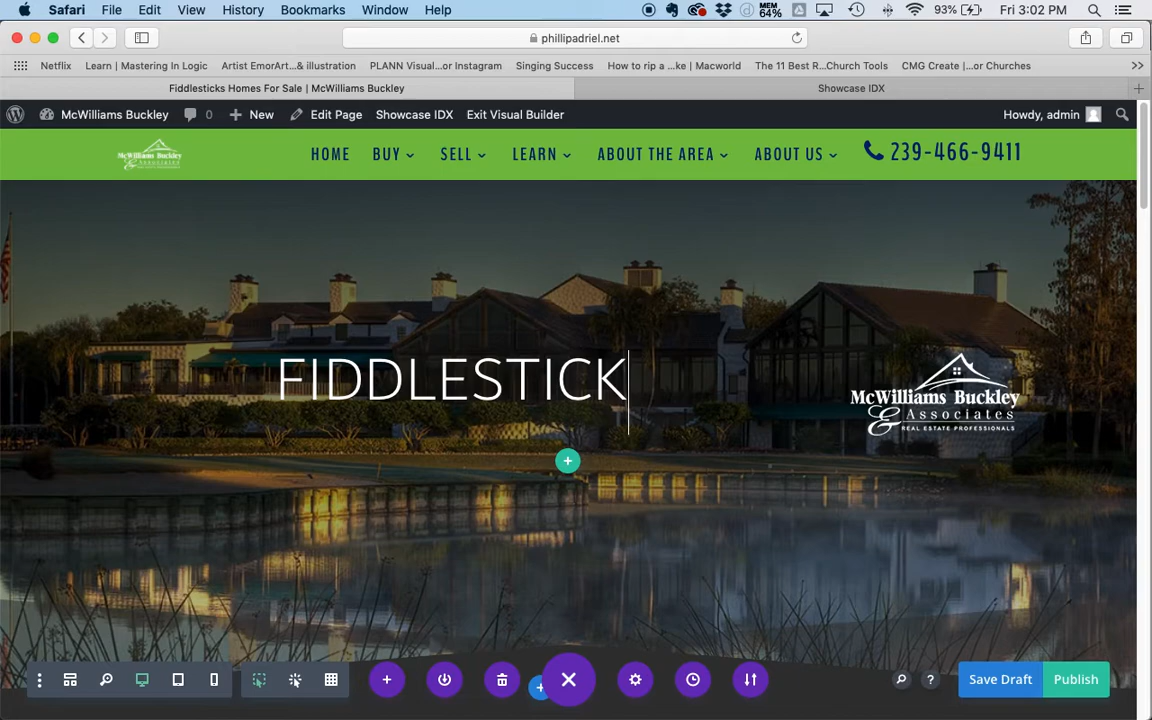 Safari File Edit View History Bookmarks Window Help MEM 64% 93% Fri 3:02 PM
phillipadriel.net
Netflix Learn | Mastering In Logic Artist EmorArt...& illustration PLANN Visual...or Instagram Singing Success How to rip a ...ke | Macworld The 11 Best R...Church Tools CMG Create |...or Churches >>
Fiddlesticks Homes For Sale | McWilliams Buckley Showcase IDX
McWilliams Buckley 0 New Edit Page Showcase IDX Exit Visual Builder Howdy, admin
McWilliams Buckley & Associates
HOME BUY SELL LEARN ABOUT THE AREA ABOUT US 239-466-9411
FIDDLESTICK
McWilliams Buckley
& Associates
REAL ESTATE PROFESSIONALS
? Save Draft Publish